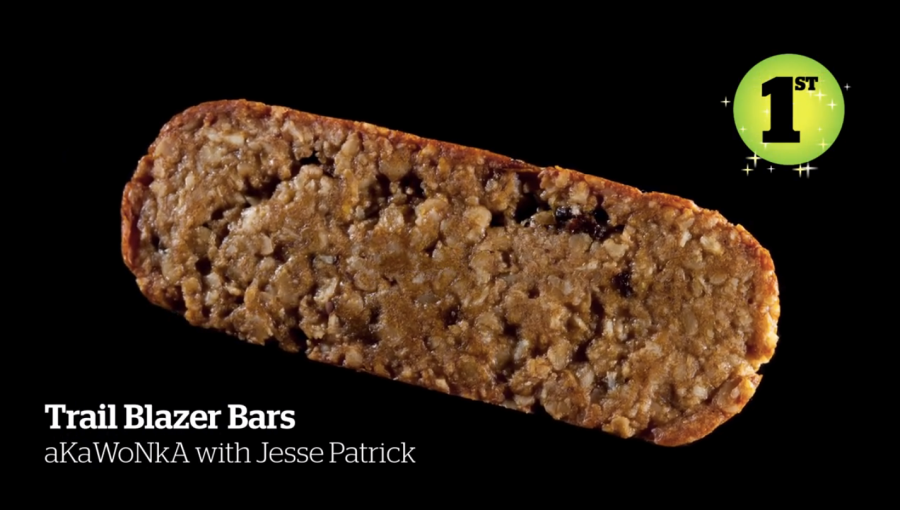 1ST
Trail Blazer Bars
aKaWoNkA with Jesse Patrick